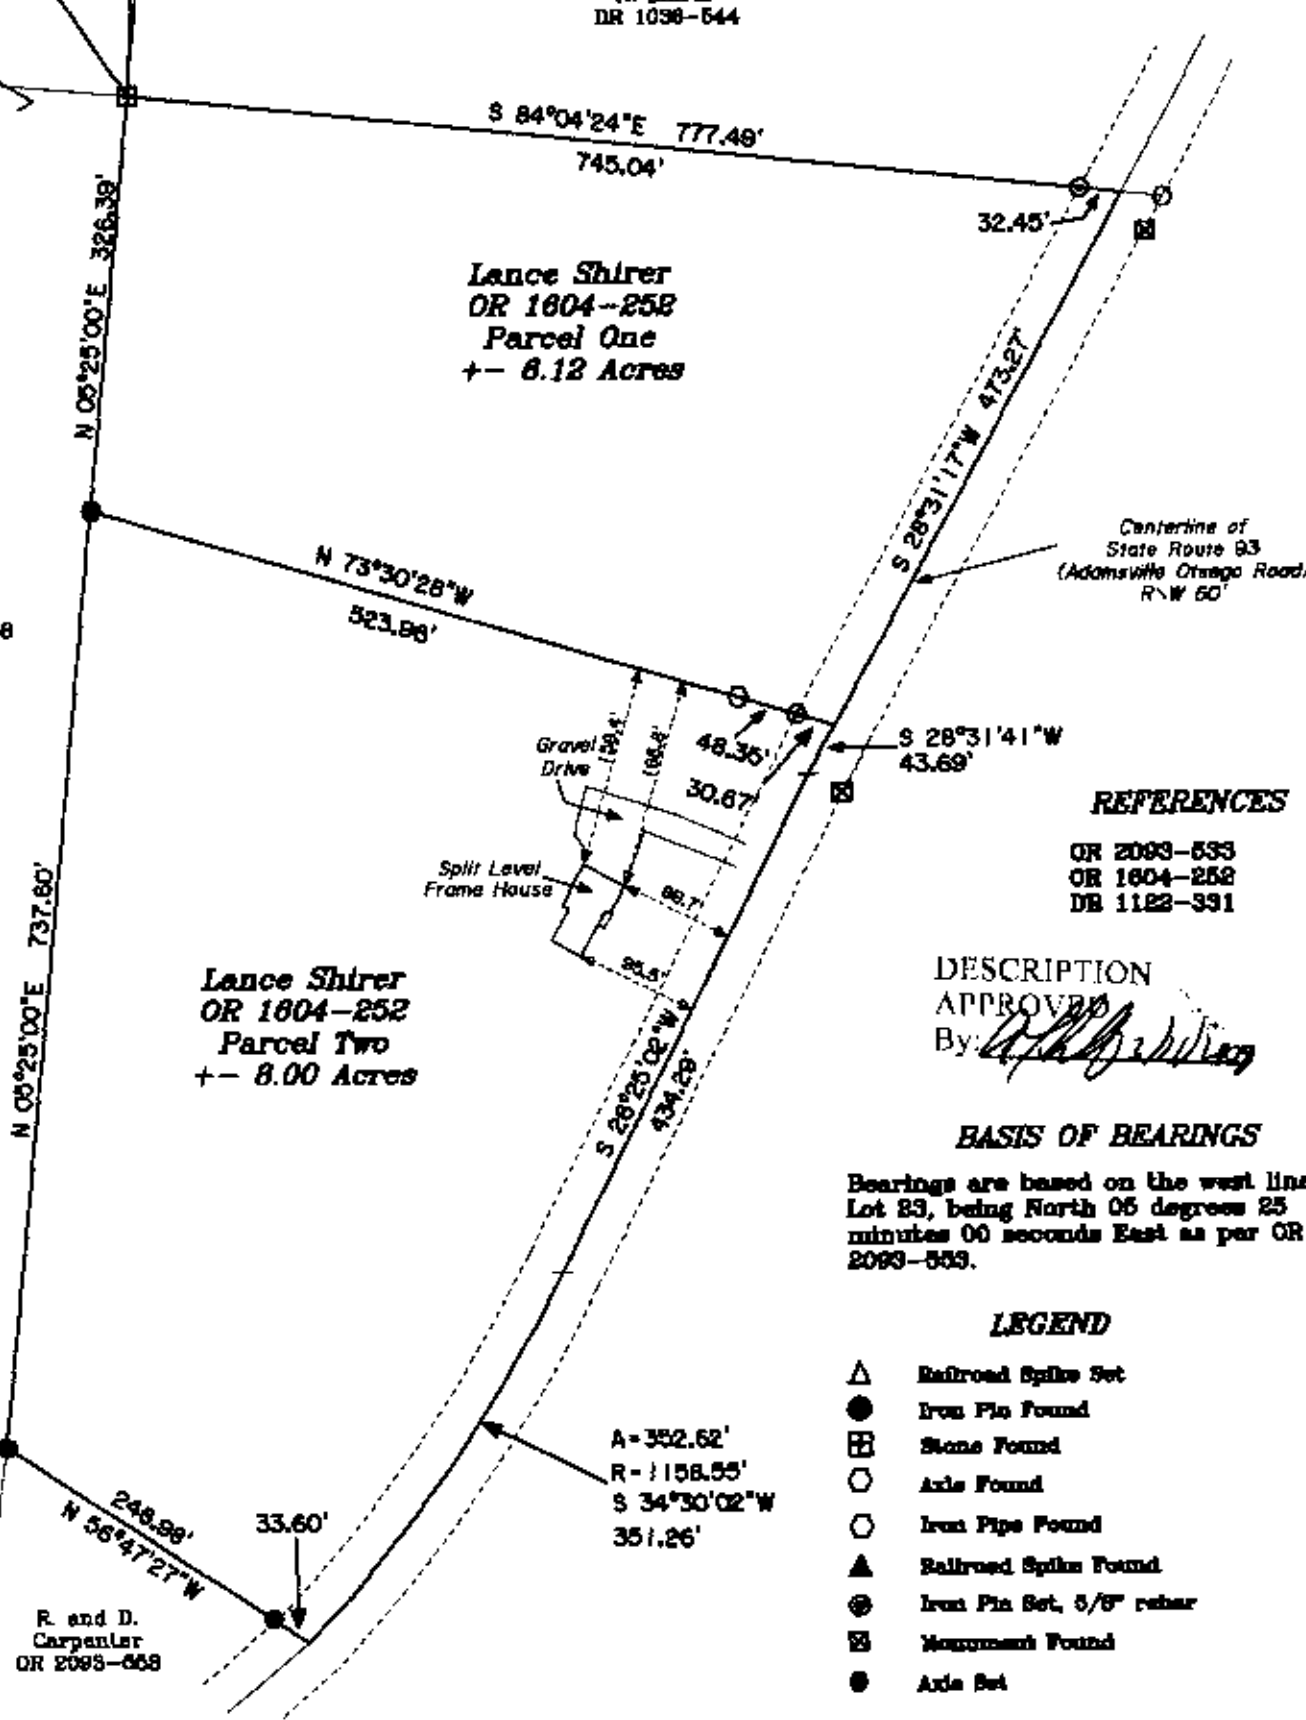 DR 1036-544
S 84°04'24"E 777.49'
745.04'
32.45'
N 05°25'00"E 326.39'
Lance Shirer
OR 1604-252
Parcel One
+- 6.12 Acres
S 28°31'17"W 473.27'
Centerline of
State Route 93
(Adamsville Otsego Road)
R\W 60'
N 73°30'28"W
523.96'
8
48.35'
30.67'
S 28°31'41"W
43.69'
Gravel
Drive
Split Level
Frame House
95.5'
REFERENCES
OR 2093-533
OR 1604-252
DR 1122-331
N 05°25'00"E 737.60'
Lance Shirer
OR 1604-252
Parcel Two
+- 8.00 Acres
DESCRIPTION
APPROVED
By:
S 28°25'02"W
434.29'
BASIS OF BEARINGS
Bearings are based on the west line
Lot 23, being North 05 degrees 25
minutes 00 seconds East as per OR
2093-553.
LEGEND
Railroad Spike Set
Iron Pin Found
Stone Found
Axle Found
Iron Pipe Found
Railroad Spike Found
Iron Pin Set, 5/8" rebar
Monument Found
Axle Set
A=352.62'
R=1158.55'
S 34°30'02"W
351.26'
248.98'
N 56°47'27"W
33.60'
R. and D.
Carpenter
OR 2093-558